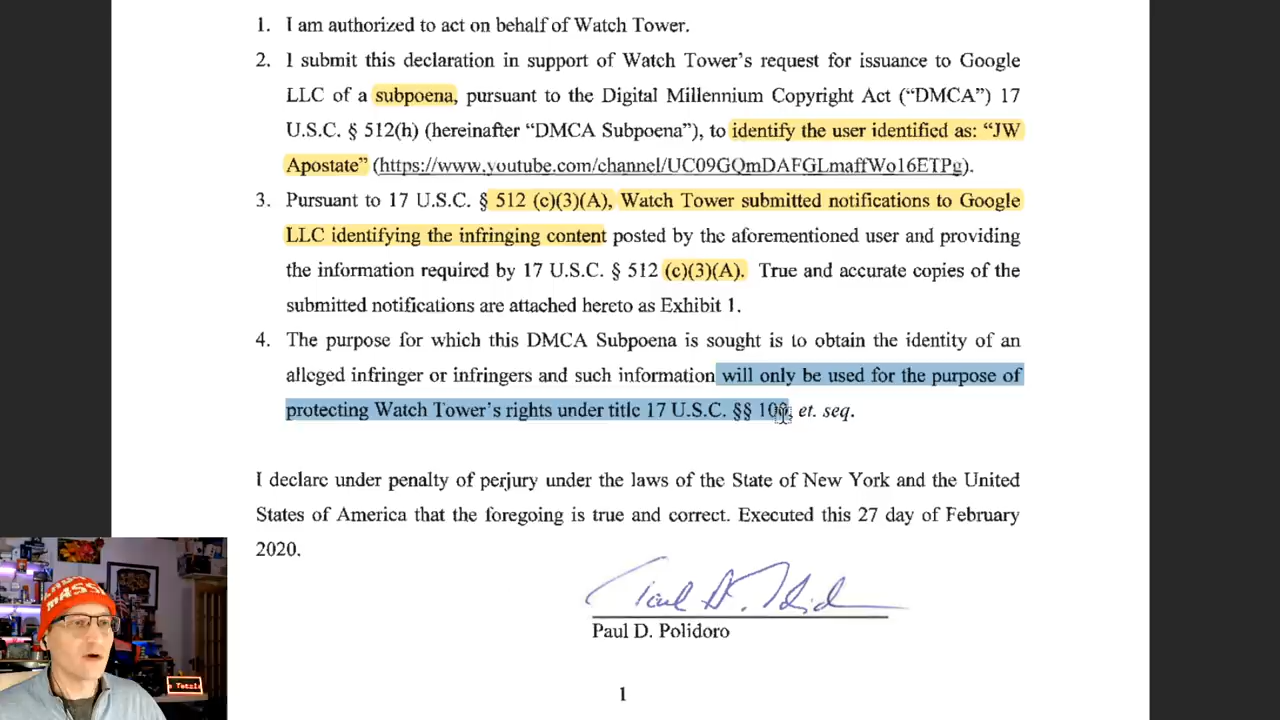 1. I am authorized to act on behalf of Watch Tower.
2. I submit this declaration in support of Watch Tower's request for issuance to Google
LLC of a subpoena, pursuant to the Digital Millennium Copyright Act (“DMCA”) 17
U.S.C. § 512(h) (hereinafter “DMCA Subpoena”), to identify the user identified as: “JW
Apostate” (https://www.youtube.com/channel/UC09GQmDAFGLmaffWo16ETPg).
3. Pursuant to 17 U.S.C. § 512 (c)(3)(A), Watch Tower submitted notifications to Google
LLC identifying the infringing content posted by the aforementioned user and providing
the information required by 17 U.S.C. § 512 (c)(3)(A). True and accurate copies of the
submitted notifications are attached hereto as Exhibit 1.
4. The purpose for which this DMCA Subpoena is sought is to obtain the identity of an
alleged infringer or infringers and such information will only be used for the purpose of
protecting Watch Tower's rights under title 17 U.S.C. §§ et. seq.
I declare under penalty of perjury under the laws of the State of New York and the United
States of America that the foregoing is true and correct. Executed this 27 day of February
2020.
Paul D. Polidoro
Paul D. Polidoro
1